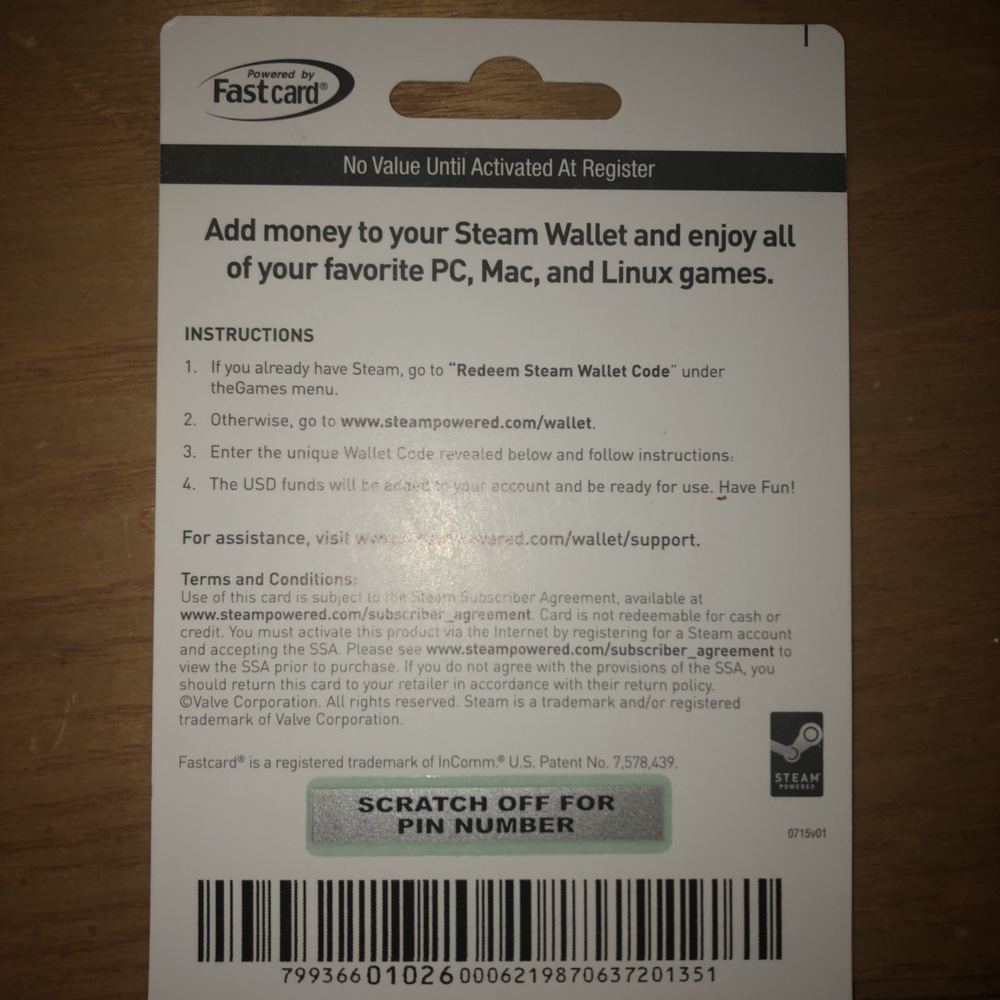 Powered by
Fastcard®
No Value Until Activated At Register
Add money to your Steam Wallet and enjoy all
of your favorite PC, Mac, and Linux games.
INSTRUCTIONS
1. If you already have Steam, go to "Redeem Steam Wallet Code" under
theGames menu.
2. Otherwise, go to www.steampowered.com/wallet.
3. Enter the unique Wallet Code revealed below and follow instructions:
4. The USD funds will be added to your account and be ready for use. Have Fun!
For assistance, visit .com/wallet/support.
Terms and Conditions:
Use of this card is subject to the Steam Subscriber Agreement, available at
www.steampowered.com/subscriber_agreement. Card is not redeemable for cash or
credit. You must activate this product via the Internet by registering for a Steam account
and accepting the SSA. Please see www.steampowered.com/subscriber_agreement to
view the SSA prior to purchase. If you do not agree with the provisions of the SSA, you
should return this card to your retailer in accordance with their return policy.
©Valve Corporation. All rights reserved. Steam is a trademark and/or registered
trademark of Valve Corporation.
Fastcard® is a registered trademark of InComm.® U.S. Patent No. 7,578,439.
STEAM™
POWERED
SCRATCH OFF FOR
PIN NUMBER
0715v01
799366 01026 0006219870637201351